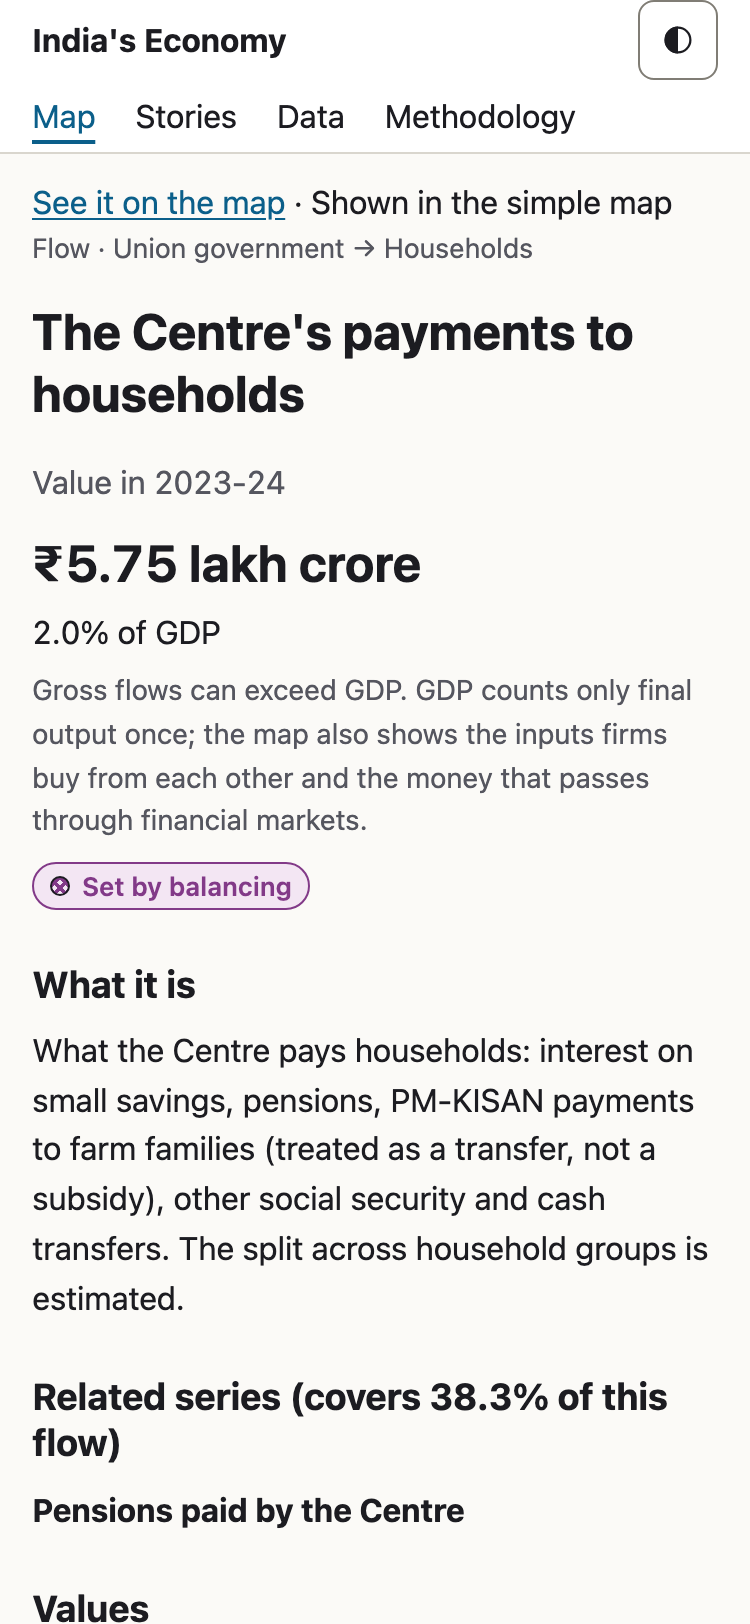 India's Economy
Map Stories Data Methodology
See it on the map · Shown in the simple map
Flow · Union government → Households
The Centre's payments to
households
Value in 2023-24
₹5.75 lakh crore
2.0% of GDP
Gross flows can exceed GDP. GDP counts only final
output once; the map also shows the inputs firms
buy from each other and the money that passes
through financial markets.
Set by balancing
What it is
What the Centre pays households: interest on
small savings, pensions, PM-KISAN payments
to farm families (treated as a transfer, not a
subsidy), other social security and cash
transfers. The split across household groups is
estimated.
Related series (covers 38.3% of this
flow)
Pensions paid by the Centre
Values